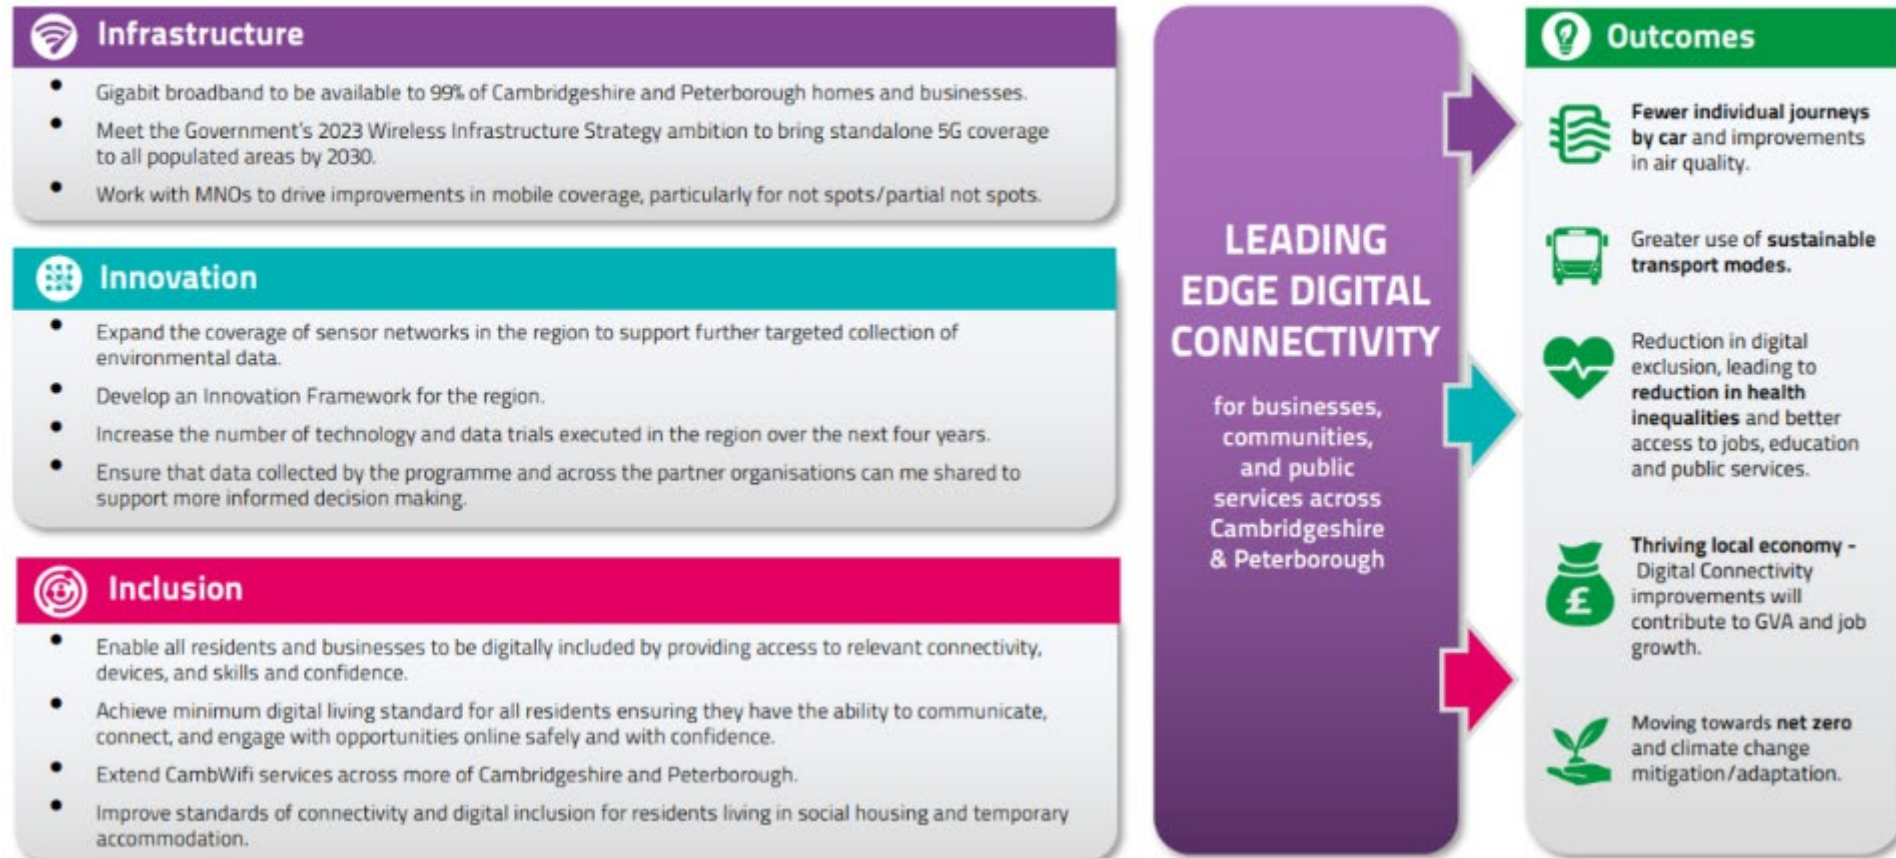 Infrastructure
• Gigabit broadband to be available to 99% of Cambridgeshire and Peterborough homes and businesses.
• Meet the Government's 2023 Wireless Infrastructure Strategy ambition to bring standalone 5G coverage
to all populated areas by 2030.
• Work with MNOs to drive improvements in mobile coverage, particularly for not spots/partial not spots.
Innovation
• Expand the coverage of sensor networks in the region to support further targeted collection of
environmental data.
• Develop an Innovation Framework for the region.
• Increase the number of technology and data trials executed in the region over the next four years.
• Ensure that data collected by the programme and across the partner organisations can me shared to
support more informed decision making.
Inclusion
• Enable all residents and businesses to be digitally included by providing access to relevant connectivity,
devices, and skills and confidence.
• Achieve minimum digital living standard for all residents ensuring they have the ability to communicate,
connect, and engage with opportunities online safely and with confidence.
• Extend CambWifi services across more of Cambridgeshire and Peterborough.
• Improve standards of connectivity and digital inclusion for residents living in social housing and temporary
accommodation.
LEADING
EDGE DIGITAL
CONNECTIVITY
for businesses,
communities,
and public
services across
Cambridgeshire
& Peterborough
Outcomes
Fewer individual journeys
by car and improvements
in air quality.
Greater use of sustainable
transport modes.
Reduction in digital
exclusion, leading to
reduction in health
inequalities and better
access to jobs, education
and public services.
£
Thriving local economy -
Digital Connectivity
improvements will
contribute to GVA and job
growth.
Moving towards net zero
and climate change
mitigation/adaptation.